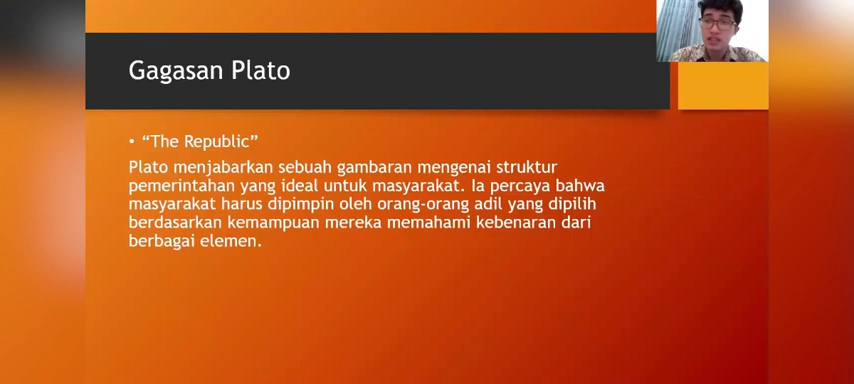 Gagasan Plato
• “The Republic”
Plato menjabarkan sebuah gambaran mengenai struktur
pemerintahan yang ideal untuk masyarakat. Ia percaya bahwa
masyarakat harus dipimpin oleh orang-orang adil yang dipilih
berdasarkan kemampuan mereka memahami kebenaran dari
berbagai elemen.